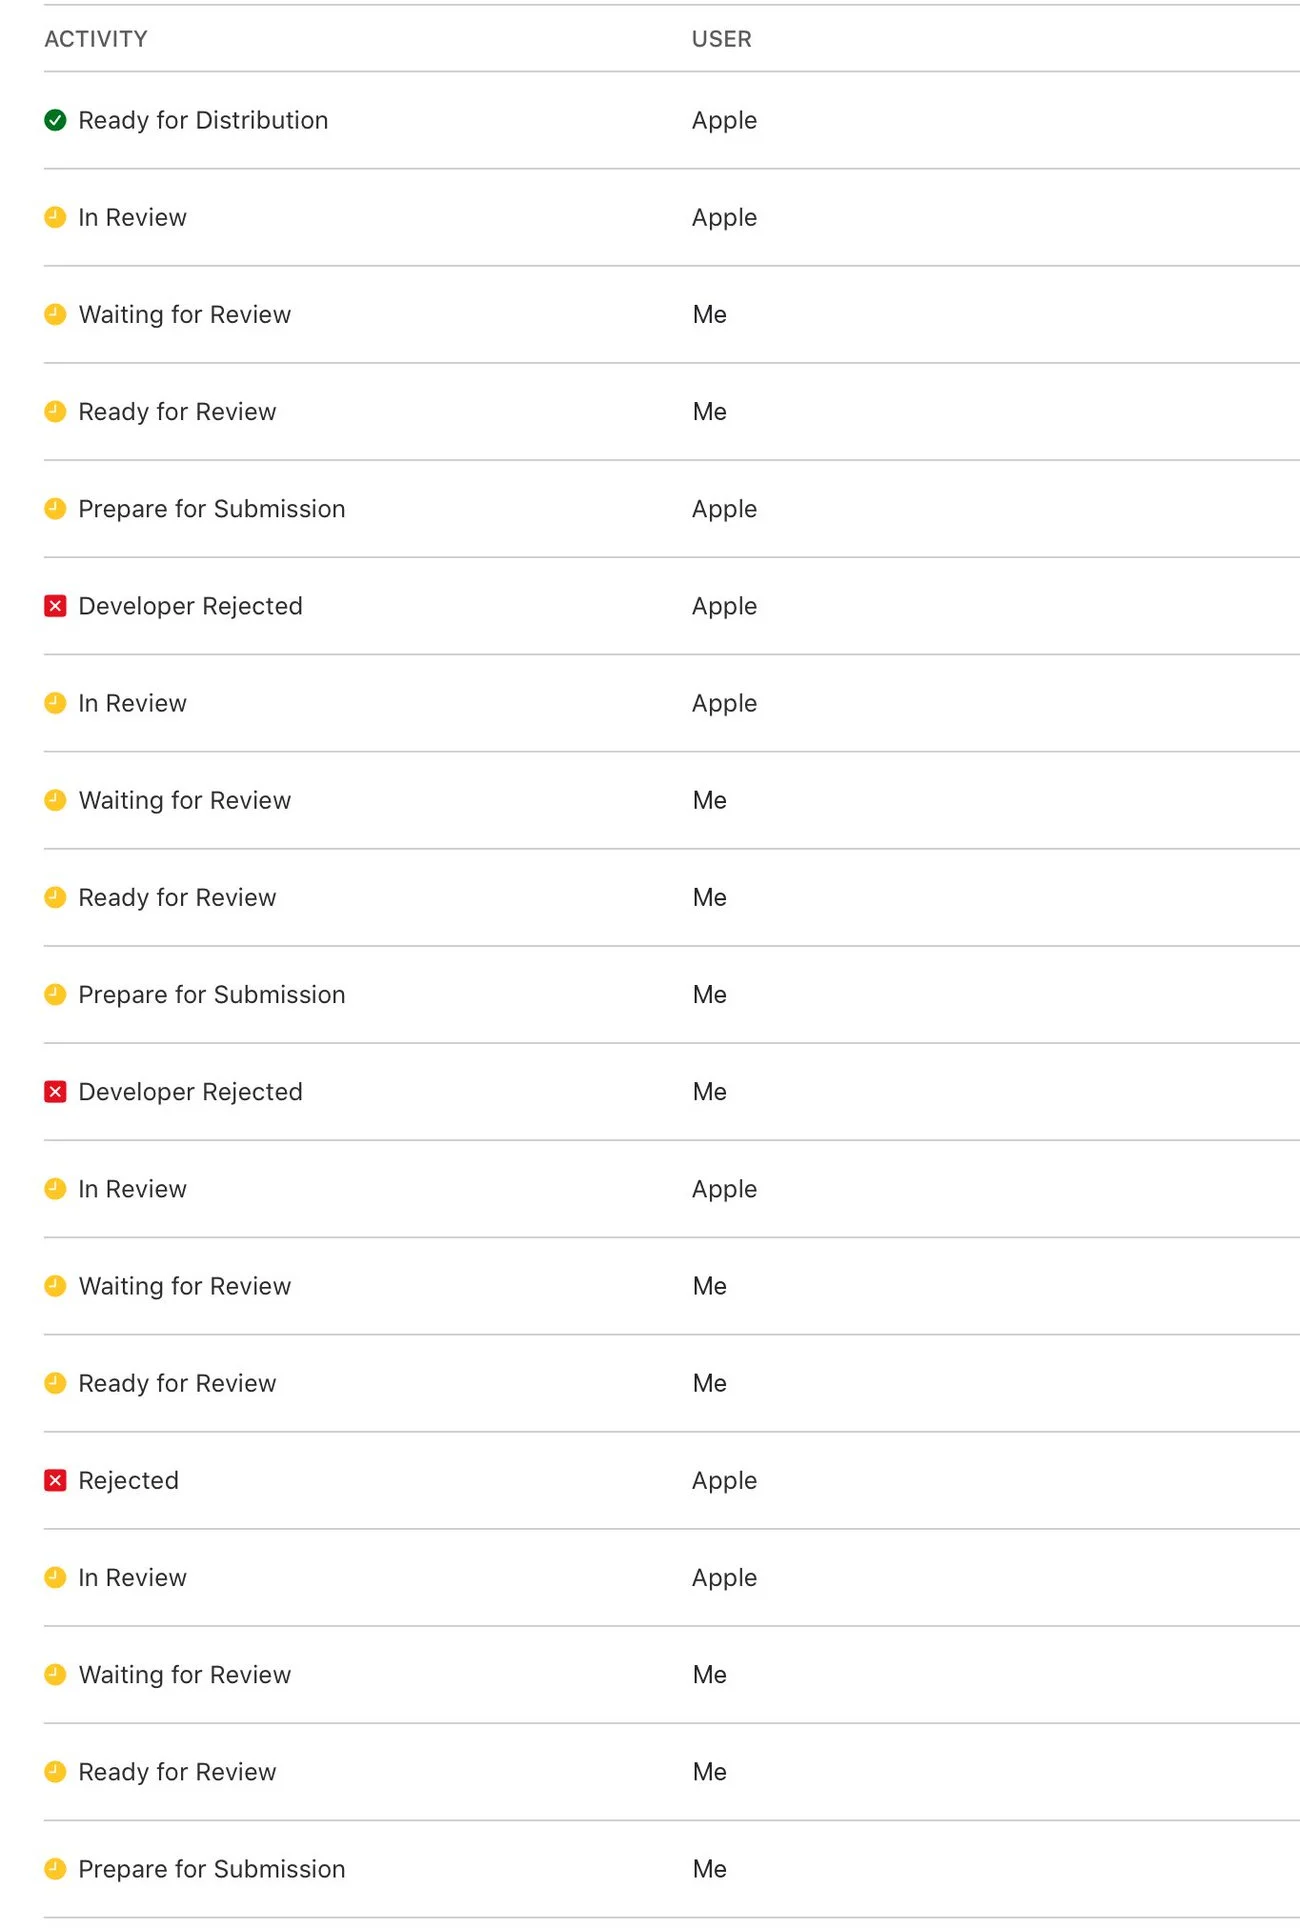 ACTIVITY USER
Ready for Distribution Apple
In Review Apple
Waiting for Review Me
Ready for Review Me
Prepare for Submission Apple
Developer Rejected Apple
In Review Apple
Waiting for Review Me
Ready for Review Me
Prepare for Submission Me
Developer Rejected Me
In Review Apple
Waiting for Review Me
Ready for Review Me
Rejected Apple
In Review Apple
Waiting for Review Me
Ready for Review Me
Prepare for Submission Me